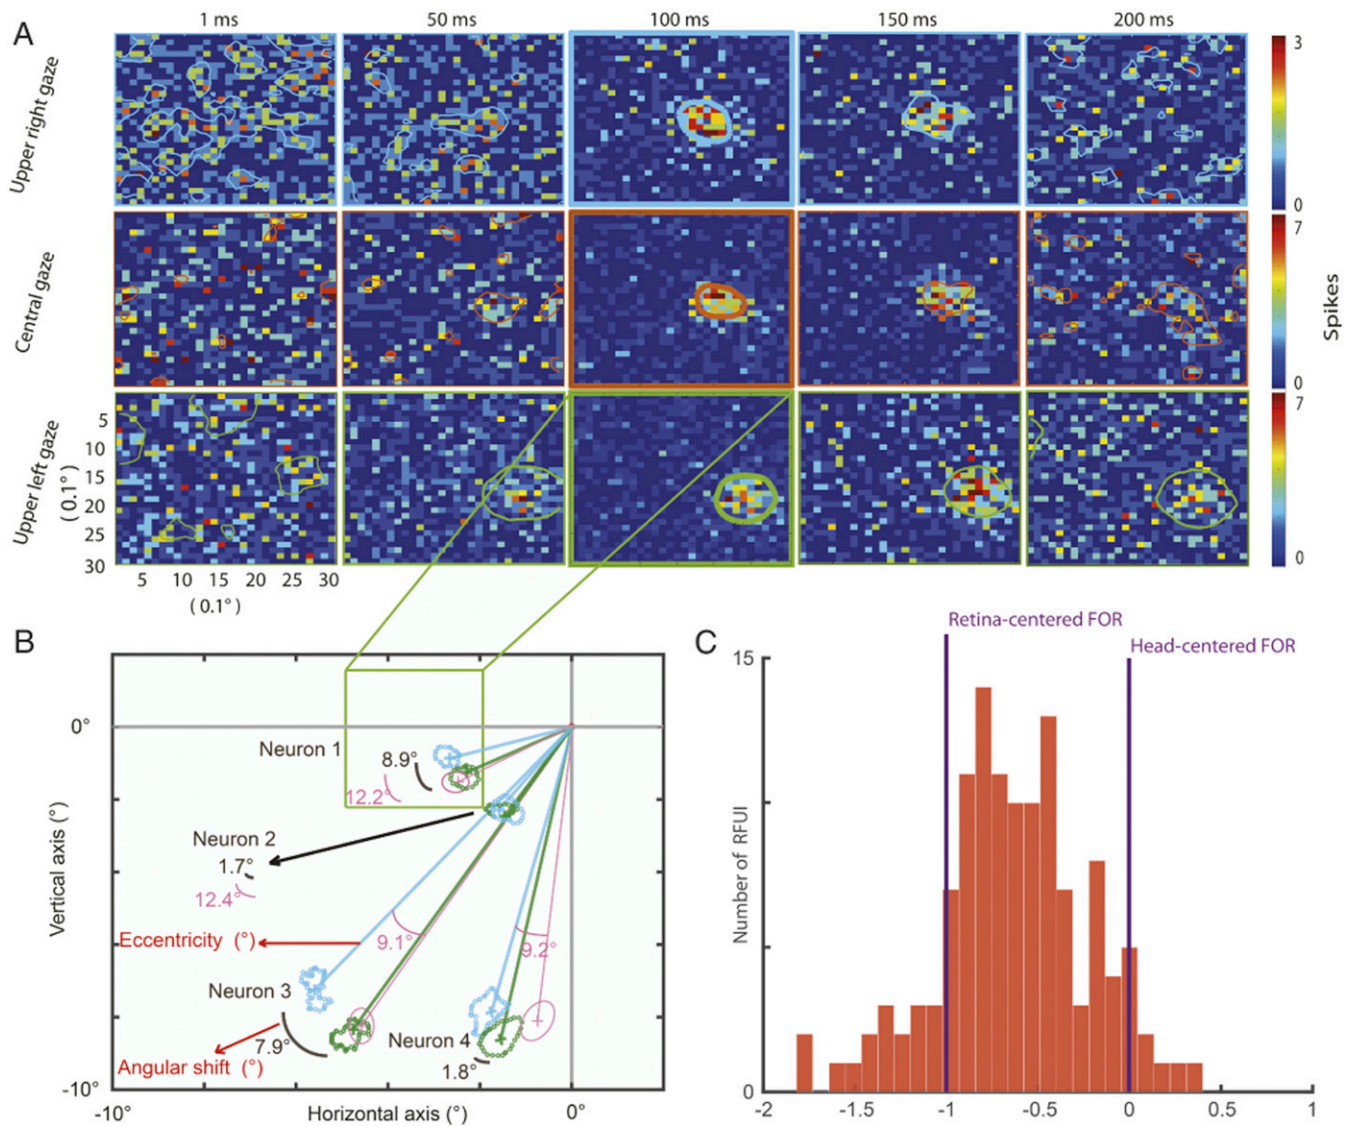 A
1 ms 50 ms 100 ms 150 ms 200 ms
Upper right gaze
3
0
Central gaze
7
0
Spikes
Upper left gaze
7
0
5
10
15
20
25
30
( 0.1° )
5 10 15 20 25 30
( 0.1° )
B
0°
-10°
Vertical axis (°)
-10° Horizontal axis (°) 0°
Neuron 1
8.9°
12.2°
Neuron 2
1.7°
12.4°
Eccentricity (°)
9.1°
9.2°
Neuron 3
Neuron 4
7.9°
Angular shift (°)
1.8°
C
Retina-centered FOR
Head-centered FOR
15
0
Number of RFUI
-2 -1.5 -1 -0.5 0 0.5 1